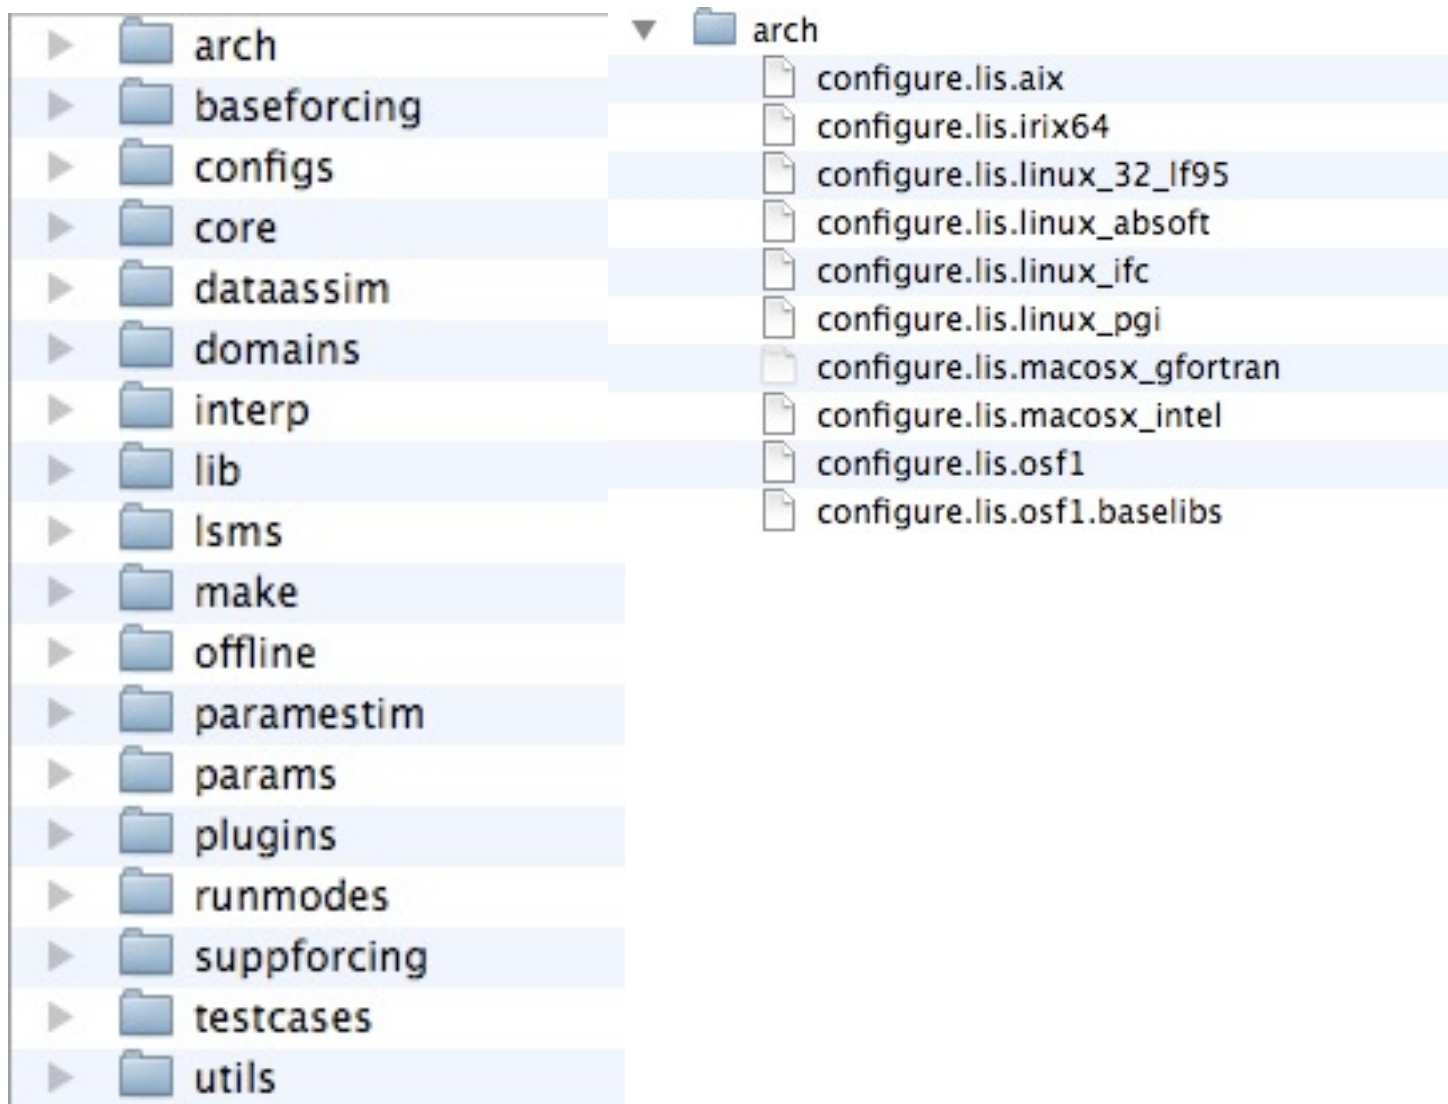 arch
baseforcing
configs
core
dataassim
domains
interp
lib
lsms
make
offline
paramestim
params
plugins
runmodes
suppforcing
testcases
utils
arch
configure.lis.aix
configure.lis.irix64
configure.lis.linux_32_lf95
configure.lis.linux_absoft
configure.lis.linux_ifc
configure.lis.linux_pgi
configure.lis.macosx_gfortran
configure.lis.macosx_intel
configure.lis.osf1
configure.lis.osf1.baselibs